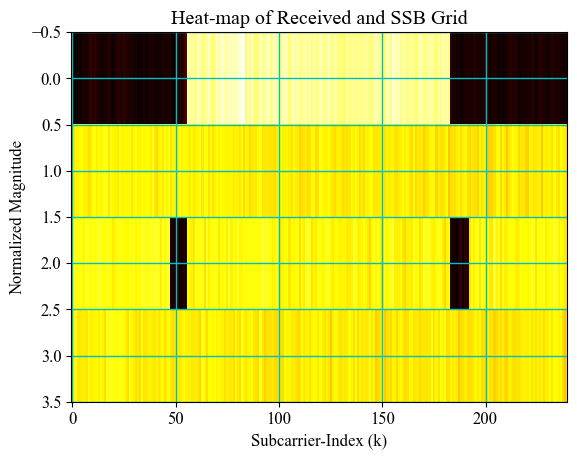 Heat-map of Received and SSB Grid
−0.5
0.0
0.5
1.0
1.5
2.0
2.5
3.0
3.5
Normalized Magnitude
0 50 100 150 200
Subcarrier-Index (k)